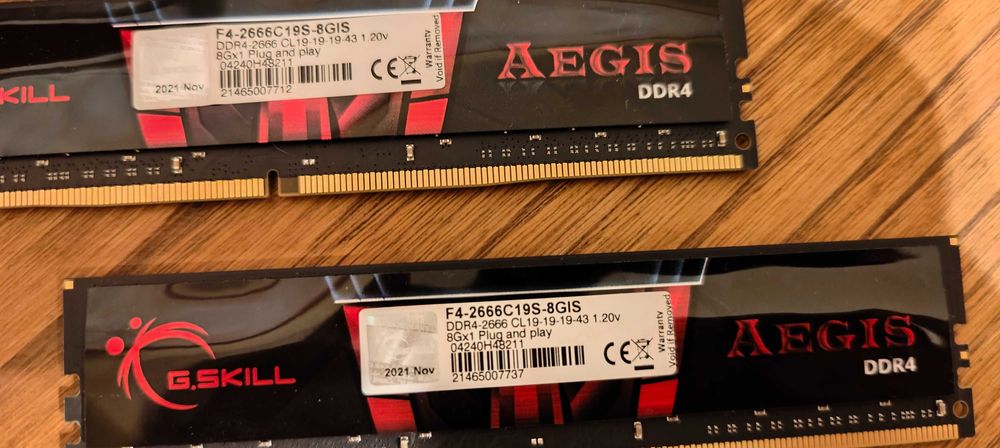 F4-2666C19S-8GIS
DDR4-2666 CL19-19-19-43 1.20v
8Gx1 Plug and play
04240H48211
2021 Nov
21465007712
Warranty
Void if Removed
SKILL
AEGIS
DDR4
F4-2666C19S-8GIS
DDR4-2666 CL19-19-19-43 1.20v
8Gx1 Plug and play
04240H4B211
2021 Nov
21465007737
Warranty
Void if Removed
G.SKILL
AEGIS
DDR4